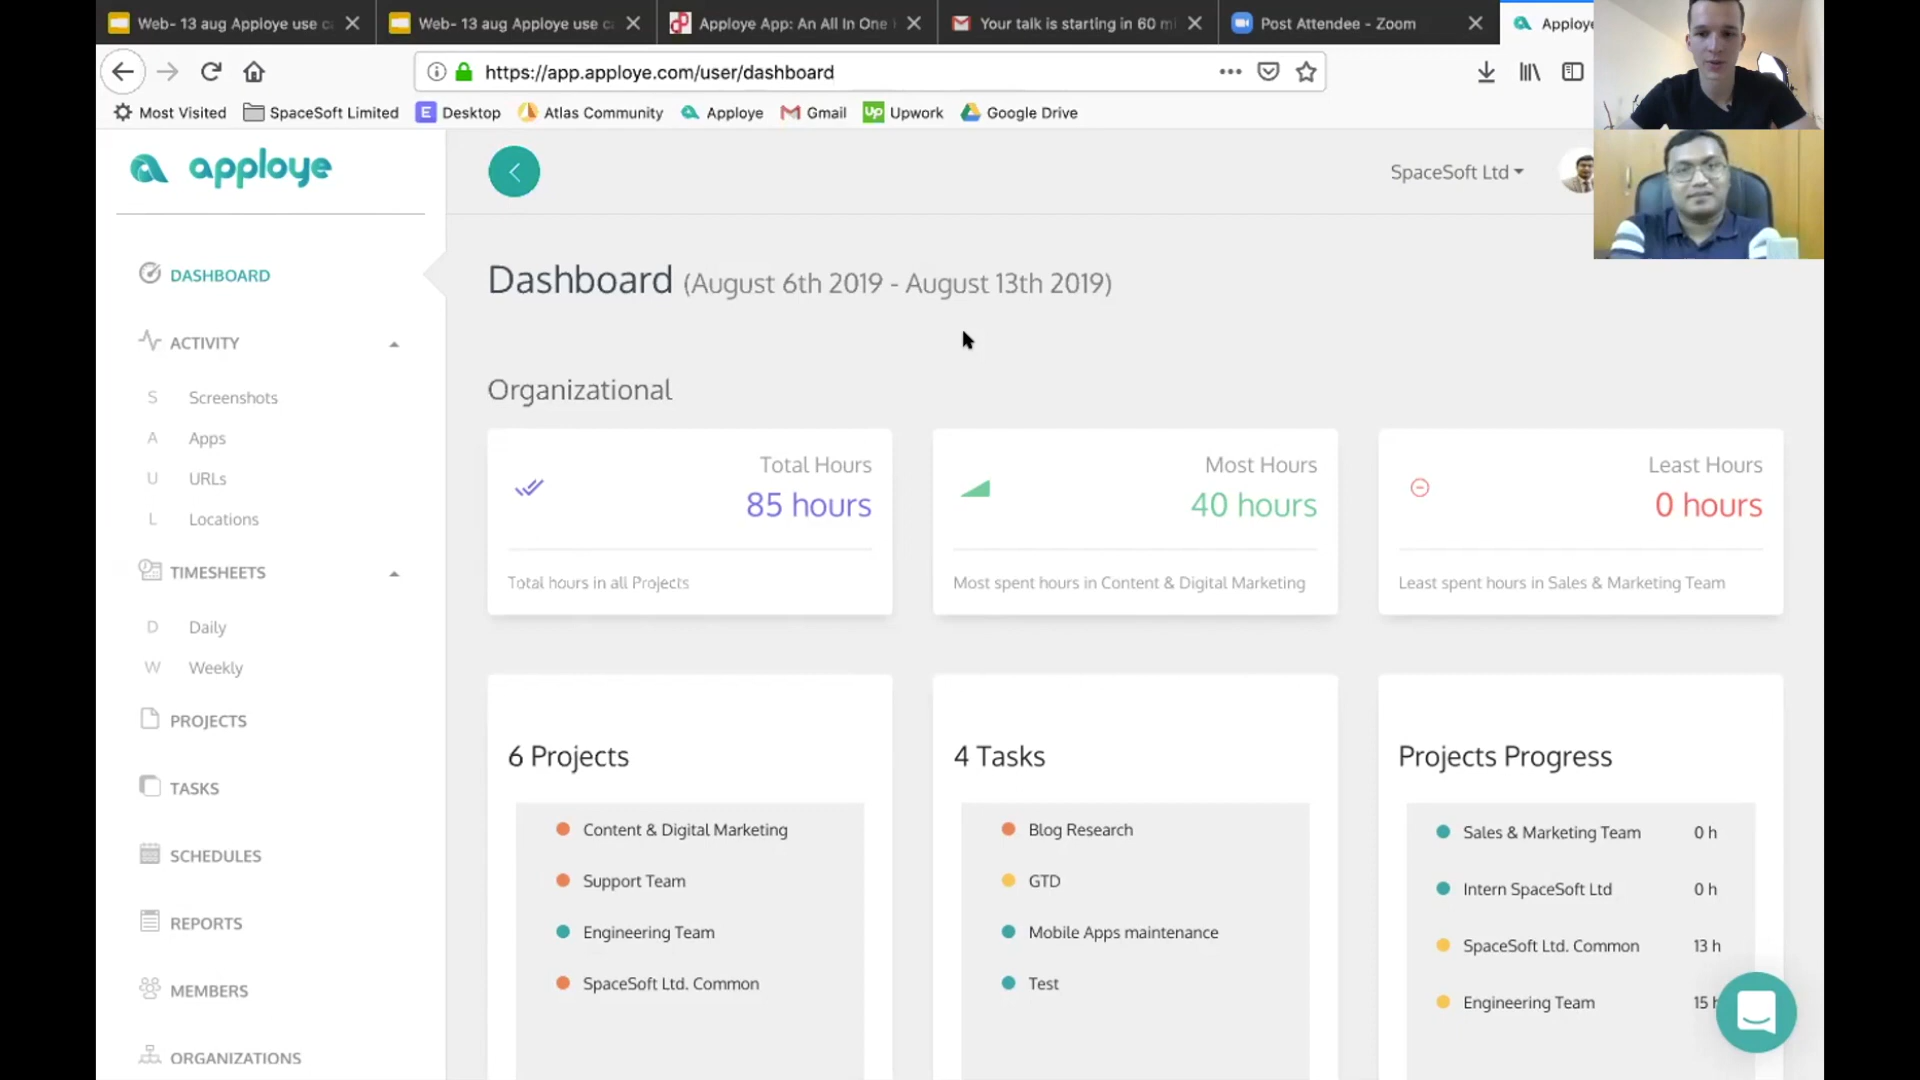 Web- 13 aug Apploye use c
Web- 13 aug Apploye use c
Apploye App: An All In One
Your talk is starting in 60 m
Post Attendee - Zoom
Apploye
https://app.apploye.com/user/dashboard
Most Visited
SpaceSoft Limited
E Desktop
Atlas Community
Apploye
Gmail
Up Upwork
Google Drive
apploye
SpaceSoft Ltd
DASHBOARD
ACTIVITY
S Screenshots
A Apps
U URLs
L Locations
TIMESHEETS
D Daily
W Weekly
PROJECTS
TASKS
SCHEDULES
REPORTS
MEMBERS
ORGANIZATIONS
Dashboard (August 6th 2019 - August 13th 2019)
Organizational
Total Hours
85 hours
Total hours in all Projects
Most Hours
40 hours
Most spent hours in Content & Digital Marketing
Least Hours
0 hours
Least spent hours in Sales & Marketing Team
6 Projects
Content & Digital Marketing
Support Team
Engineering Team
SpaceSoft Ltd. Common
4 Tasks
Blog Research
GTD
Mobile Apps maintenance
Test
Projects Progress
Sales & Marketing Team 0 h
Intern SpaceSoft Ltd 0 h
SpaceSoft Ltd. Common 13 h
Engineering Team 15 h